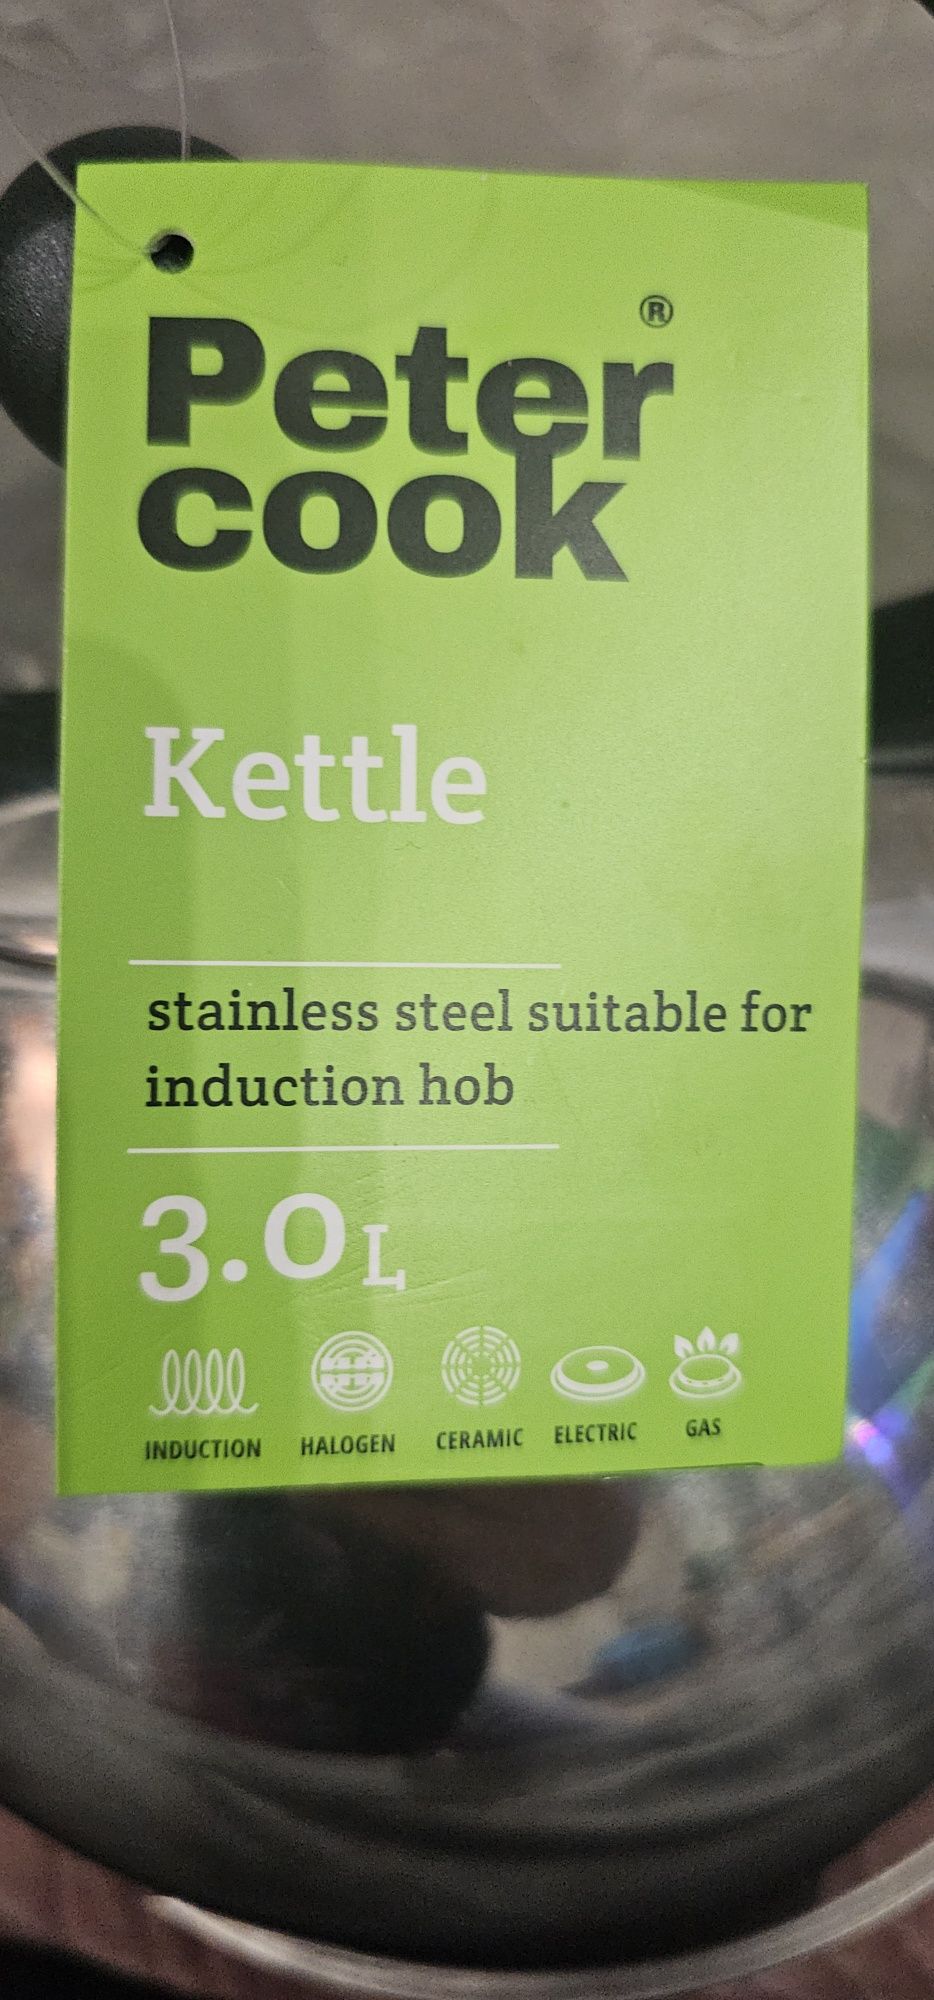 Peter®
cook
Kettle
stainless steel suitable for
induction hob
3.0L
INDUCTION HALOGEN CERAMIC ELECTRIC GAS